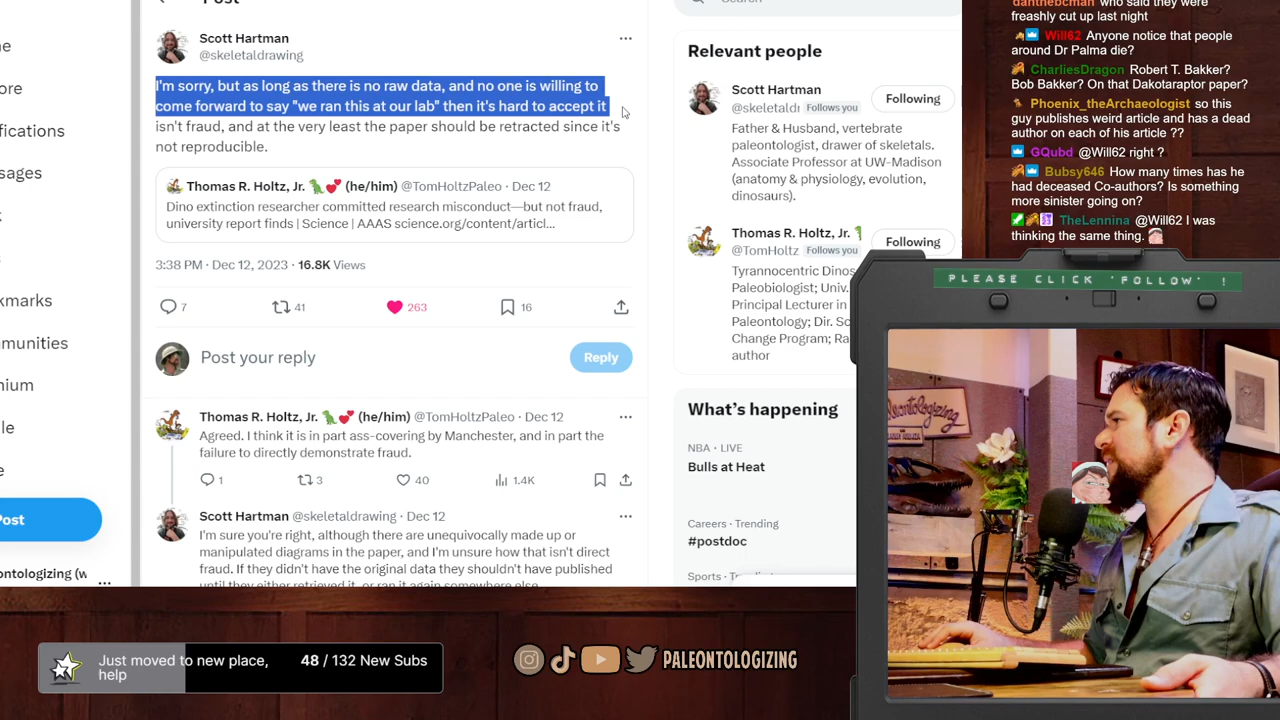 Post
Search
Scott Hartman
@skeletaldrawing
I'm sorry, but as long as there is no raw data, and no one is willing to
come forward to say "we ran this at our lab" then it's hard to accept it
isn't fraud, and at the very least the paper should be retracted since it's
not reproducible.
Thomas R. Holtz, Jr. 🦖💕 (he/him) @TomHoltzPaleo · Dec 12
Dino extinction researcher committed research misconduct—but not fraud,
university report finds | Science | AAAS science.org/content/articl...
3:38 PM · Dec 12, 2023 · 16.8K Views
7 41 263 16
Post your reply
Reply
Thomas R. Holtz, Jr. 🦖💕 (he/him) @TomHoltzPaleo · Dec 12
Agreed. I think it is in part ass-covering by Manchester, and in part the
failure to directly demonstrate fraud.
1 3 40 1.4K
Scott Hartman @skeletaldrawing · Dec 12
I'm sure you're right, although there are unequivocally made up or
manipulated diagrams in the paper, and I'm unsure how that isn't direct
fraud. If they didn't have the original data they shouldn't have published
until they either retrieved it, or ran it again somewhere else.
Relevant people
Scott Hartman
@skeletaldr Follows you
Following
Father & Husband, vertebrate
paleontologist, drawer of skeletals.
Associate Professor at UW-Madison
(anatomy & physiology, evolution,
dinosaurs).
Thomas R. Holtz, Jr.
@TomHoltz Follows you
Following
Tyrannocentric Dinos
Paleobiologist; Univ.
Principal Lecturer in
Paleontology; Dir. Sc
Change Program; Ra
author
What's happening
NBA · LIVE
Bulls at Heat
Careers · Trending
#postdoc
Sports · Trending
danthebcman who said they were
freashly cut up last night
Will62 Anyone notice that people
around Dr Palma die?
CharliesDragon Robert T. Bakker?
Bob Bakker? On that Dakotaraptor paper?
Phoenix_theArchaeologist so this
guy publishes weird article and has a dead
author on each of his article ??
GQubd @Will62 right ?
Bubsy646 How many times has he
had deceased Co-authors? Is something
more sinister going on?
TheLennina @Will62 I was
thinking the same thing.
PLEASE CLICK 'FOLLOW' !
Just moved to new place,
help
48 / 132 New Subs
PALEONTOLOGIZING